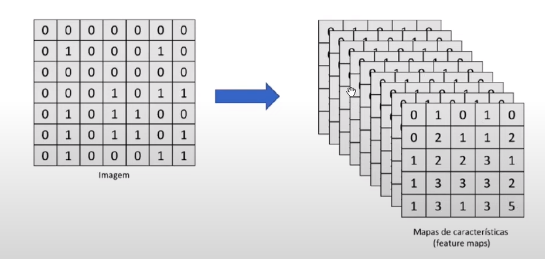 0 0 0 0 0 0 0
0 1 0 0 0 1 0
0 0 0 0 0 0 0
0 0 0 1 0 1 1
0 1 0 1 1 0 0
0 1 0 1 1 0 1
0 1 0 0 0 1 1
Imagem
0 1 0 1 0
0 2 1 1 2
1 2 2 3 1
1 3 3 3 2
1 3 1 3 5
Mapas de características
(feature maps)